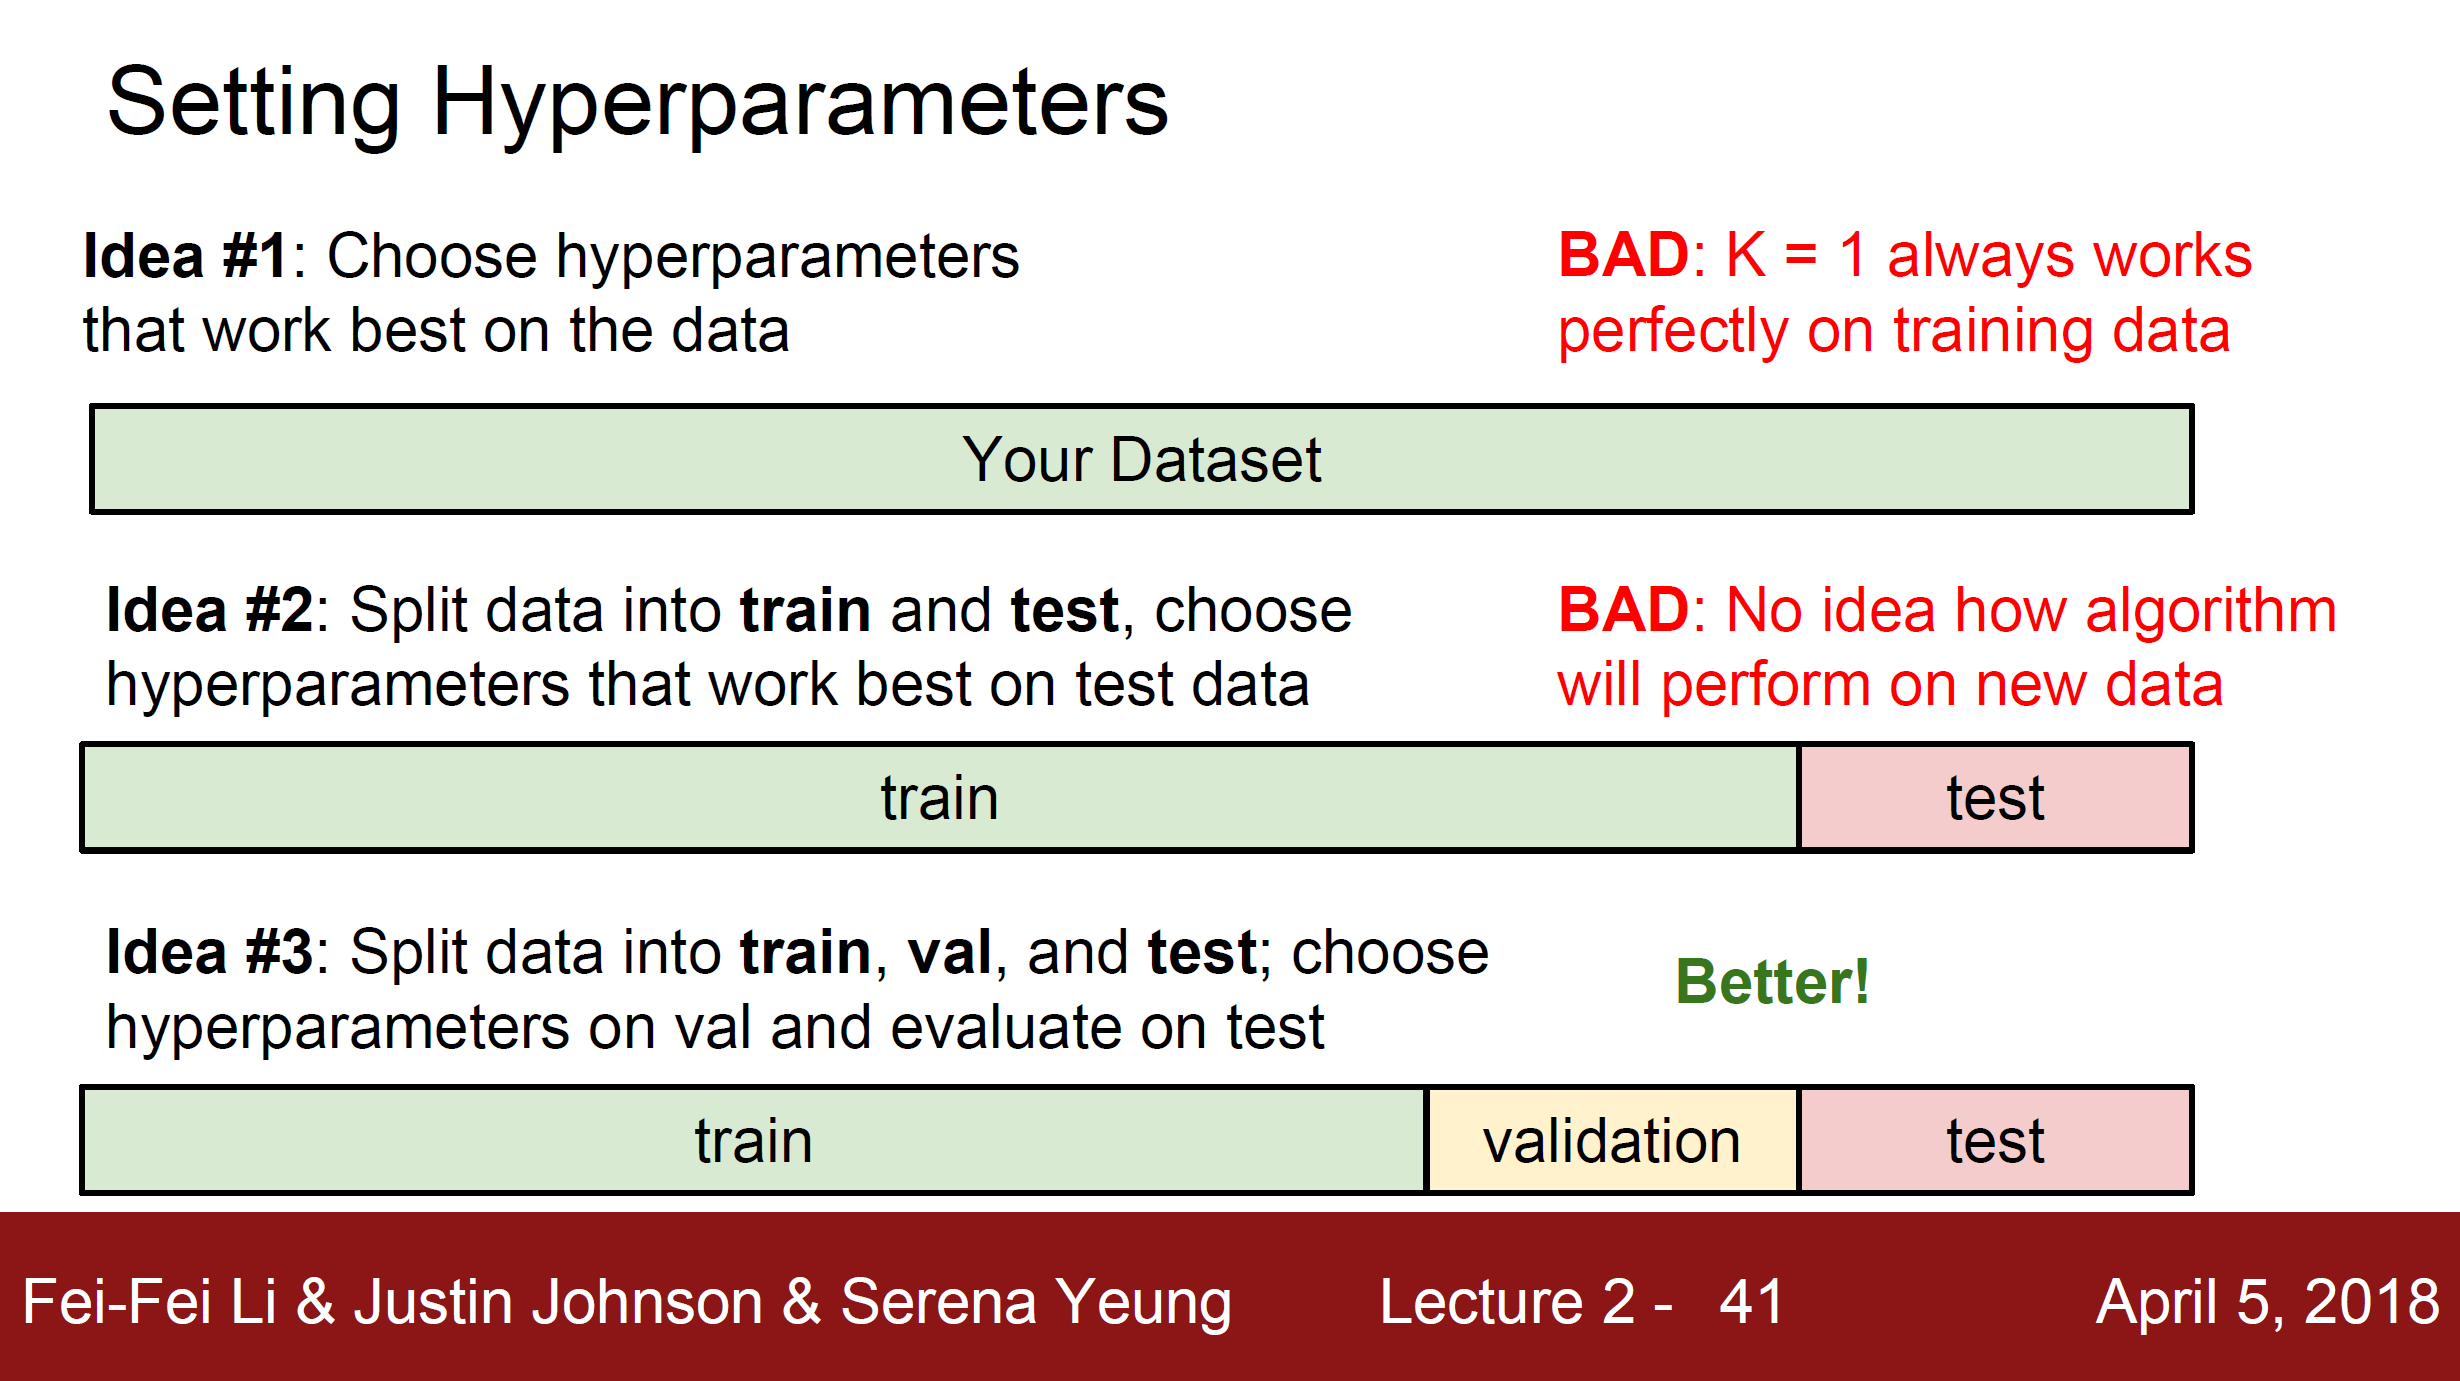 Setting Hyperparameters
Idea #1: Choose hyperparameters
that work best on the data
BAD: K = 1 always works
perfectly on training data
Your Dataset
Idea #2: Split data into train and test, choose
hyperparameters that work best on test data
BAD: No idea how algorithm
will perform on new data
train
test
Idea #3: Split data into train, val, and test; choose
hyperparameters on val and evaluate on test
Better!
train
validation
test
Fei-Fei Li & Justin Johnson & Serena Yeung
Lecture 2 - 41
April 5, 2018